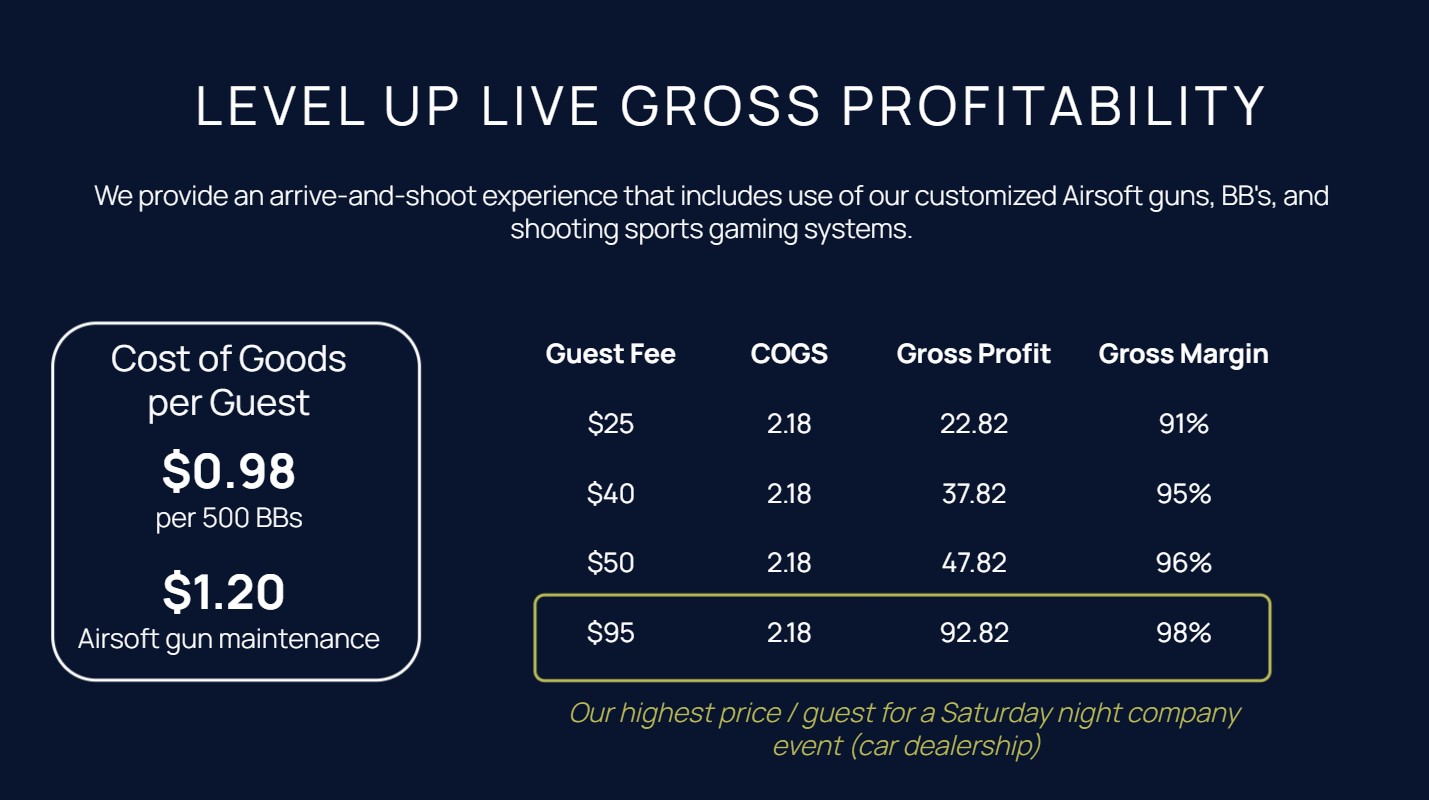 LEVEL UP LIVE GROSS PROFITABILITY
We provide an arrive-and-shoot experience that includes use of our customized Airsoft guns, BB's, and
shooting sports gaming systems.
Cost of Goods
per Guest
$0.98
per 500 BBs
$1.20
Airsoft gun maintenance
Guest Fee COGS Gross Profit Gross Margin
$25 2.18 22.82 91%
$40 2.18 37.82 95%
$50 2.18 47.82 96%
$95 2.18 92.82 98%
Our highest price / guest for a Saturday night company
event (car dealership)